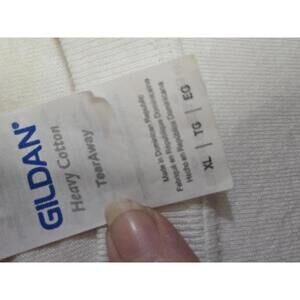 GILDAN®
Heavy Cotton
TearAway
Made in Dominican Republic
Fabriqué en République Dominicaine
Hecho en República Dominicana
XL | TG | EG